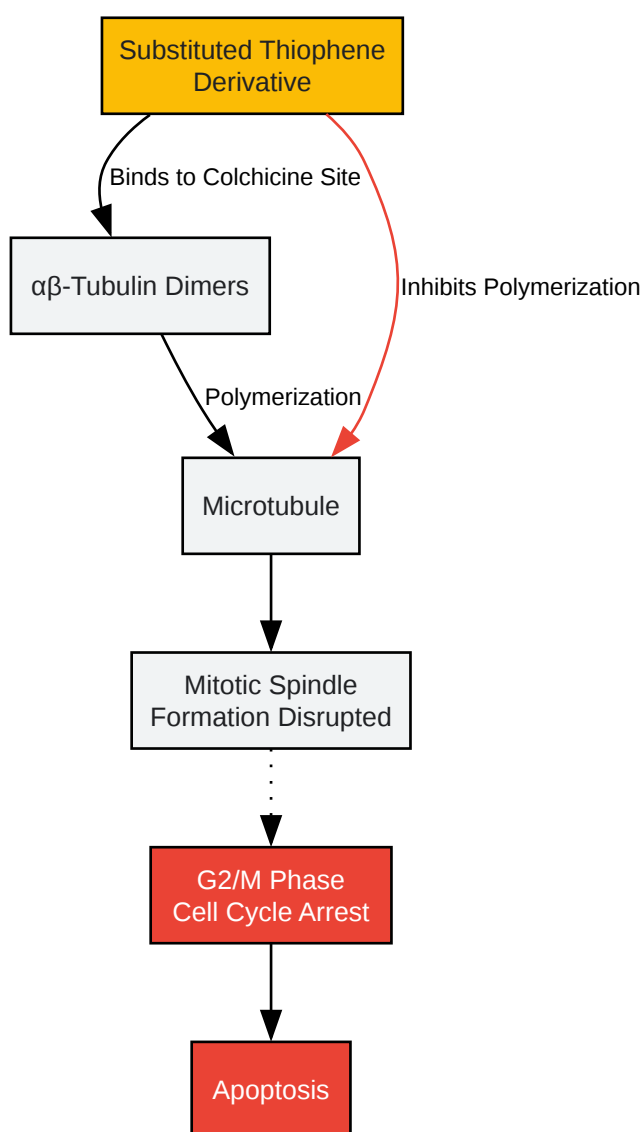 Substituted Thiophene
Derivative
Binds to Colchicine Site
αβ-Tubulin Dimers
Inhibits Polymerization
Polymerization
Microtubule
Mitotic Spindle
Formation Disrupted
G2/M Phase
Cell Cycle Arrest
Apoptosis